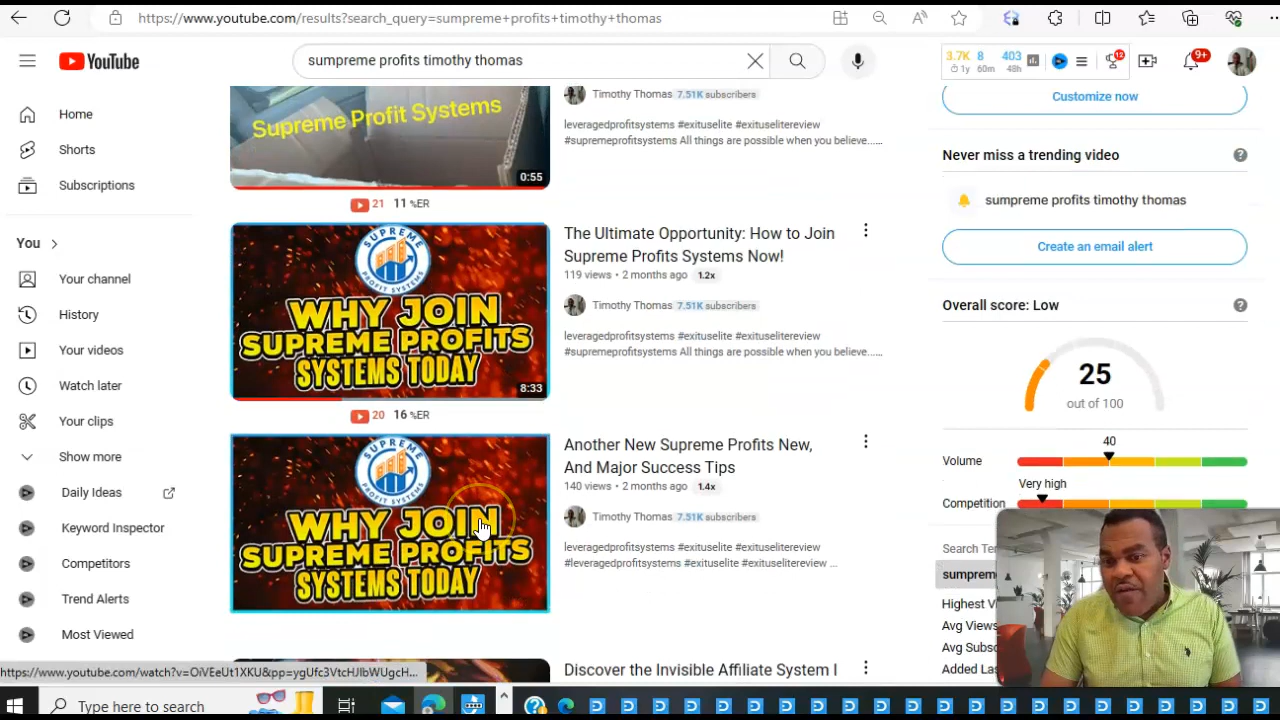 https://www.youtube.com/results?search_query=sumpreme+profits+timothy+thomas
YouTube
sumpreme profits timothy thomas
3.7K 8 403
1y 60m 48h
12
9+
Home
Shorts
Subscriptions
You
Your channel
History
Your videos
Watch later
Your clips
Show more
Daily Ideas
Keyword Inspector
Competitors
Trend Alerts
Most Viewed
Supreme Profit Systems
0:55
Timothy Thomas 7.51K subscribers
leveragedprofitsystems #exituselite #exituselitereview
#supremeprofitsystems All things are possible when you believe......
21 11 %ER
SUPREME
PROFIT SYSTEMS
WHY JOIN
SUPREME PROFITS
SYSTEMS TODAY
8:33
The Ultimate Opportunity: How to Join
Supreme Profits Systems Now!
119 views • 2 months ago 1.2x
Timothy Thomas 7.51K subscribers
leveragedprofitsystems #exituselite #exituselitereview
#supremeprofitsystems All things are possible when you believe......
20 16 %ER
SUPREME
PROFIT SYSTEMS
WHY JOIN
SUPREME PROFITS
SYSTEMS TODAY
Another New Supreme Profits New,
And Major Success Tips
140 views • 2 months ago 1.4x
Timothy Thomas 7.51K subscribers
leveragedprofitsystems #exituselite #exituselitereview
#leveragedprofitsystems #exituselite #exituselitereview ...
Discover the Invisible Affiliate System I
Customize now
Never miss a trending video
sumpreme profits timothy thomas
Create an email alert
Overall score: Low
25
out of 100
40
Volume
Very high
Competition
Search Te
sumprem
Highest V
Avg Views
Avg Subsc
Added Las
https://www.youtube.com/watch?v=OiVEeUt1XKU&pp=ygUfc3VtcHJlbWUgcH...
Type here to search